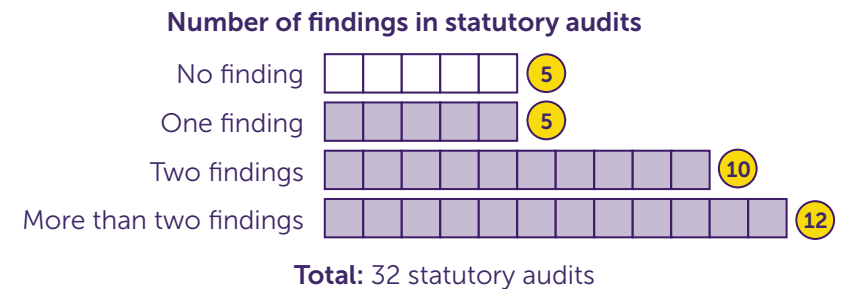 Number of findings in statutory audits
No finding 5
One finding 5
Two findings 10
More than two findings 12
Total: 32 statutory audits